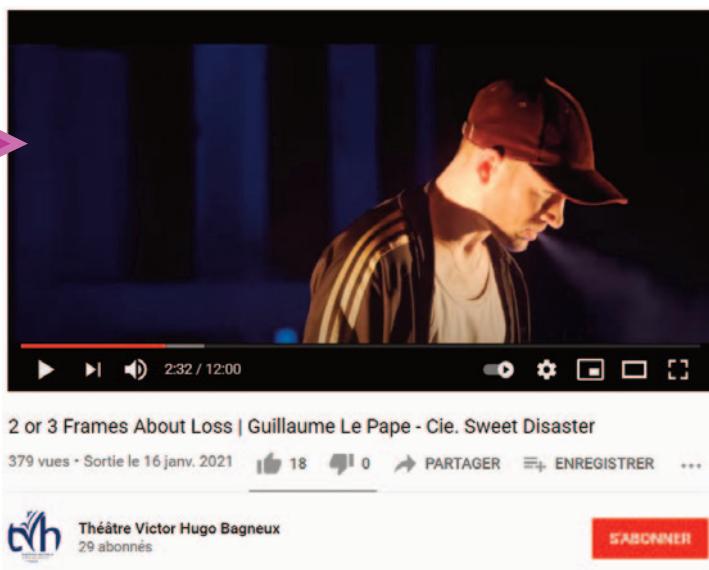 2:32 / 12:00
2 or 3 Frames About Loss | Guillaume Le Pape - Cie. Sweet Disaster
379 vues • Sortie le 16 janv. 2021 18 0 PARTAGER ENREGISTRER ...
tvh
Théâtre Victor Hugo Bagneux
29 abonnés
S'ABONNER